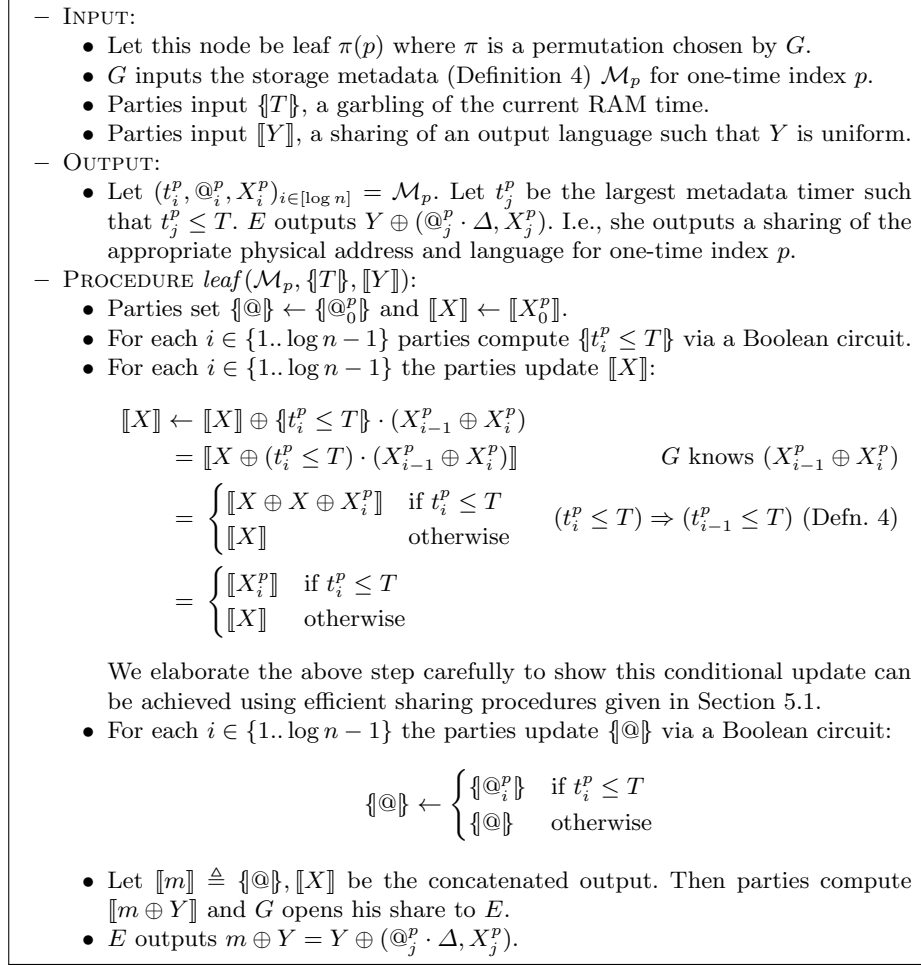 – INPUT:
• Let this node be leaf π(p) where π is a permutation chosen by G.
• G inputs the storage metadata (Definition 4) ℳ_p for one-time index p.
• Parties input ⦃T⦄, a garbling of the current RAM time.
• Parties input ⟦Y⟧, a sharing of an output language such that Y is uniform.
– OUTPUT:
• Let (t_i^p, @_i^p, X_i^p)_{i∈[log n]} = ℳ_p. Let t_j^p be the largest metadata timer such
that t_j^p ≤ T. E outputs Y ⊕ (@_j^p · Δ, X_j^p). I.e., she outputs a sharing of the
appropriate physical address and language for one-time index p.
– PROCEDURE leaf(ℳ_p, ⦃T⦄, ⟦Y⟧):
• Parties set ⦃@⦄ ← ⦃@_0^p⦄ and ⟦X⟧ ← ⟦X_0^p⟧.
• For each i ∈ {1.. log n − 1} parties compute ⦃t_i^p ≤ T⦄ via a Boolean circuit.
• For each i ∈ {1.. log n − 1} the parties update ⟦X⟧:
⟦X⟧ ← ⟦X⟧ ⊕ ⦃t_i^p ≤ T⦄ · (X_{i−1}^p ⊕ X_i^p)
= ⟦X ⊕ (t_i^p ≤ T) · (X_{i−1}^p ⊕ X_i^p)⟧ G knows (X_{i−1}^p ⊕ X_i^p)
= { ⟦X ⊕ X ⊕ X_i^p⟧ if t_i^p ≤ T
⟦X⟧ otherwise (t_i^p ≤ T) ⇒ (t_{i−1}^p ≤ T) (Defn. 4)
= { ⟦X_i^p⟧ if t_i^p ≤ T
⟦X⟧ otherwise
We elaborate the above step carefully to show this conditional update can
be achieved using efficient sharing procedures given in Section 5.1.
• For each i ∈ {1.. log n − 1} the parties update ⦃@⦄ via a Boolean circuit:
⦃@⦄ ← { ⦃@_i^p⦄ if t_i^p ≤ T
⦃@⦄ otherwise
• Let ⟦m⟧ ≜ ⦃@⦄, ⟦X⟧ be the concatenated output. Then parties compute
⟦m ⊕ Y⟧ and G opens his share to E.
• E outputs m ⊕ Y = Y ⊕ (@_j^p · Δ, X_j^p).